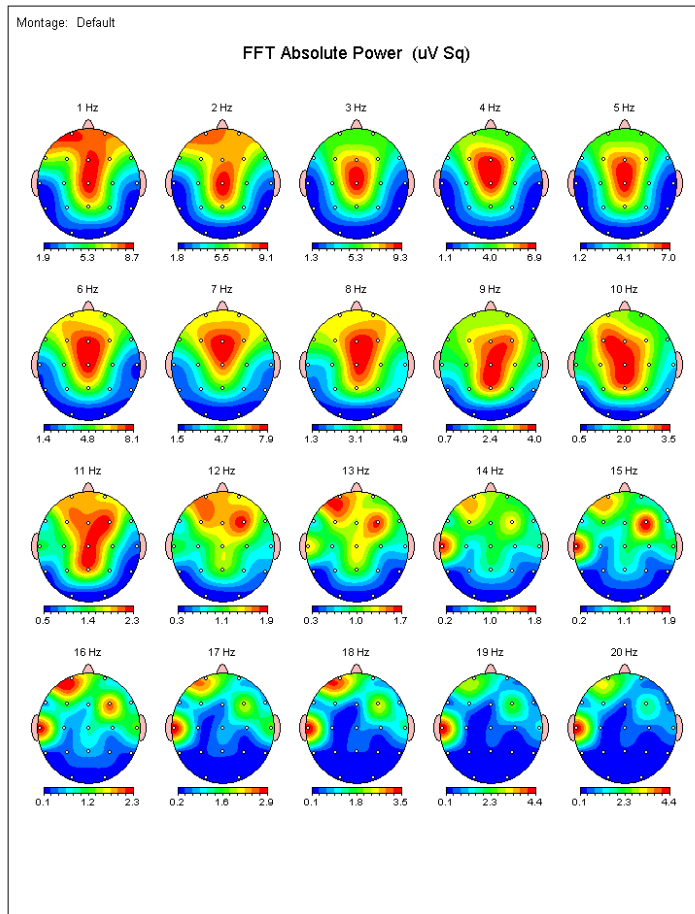 Montage: Default
FFT Absolute Power (uV Sq)
1 Hz 2 Hz 3 Hz 4 Hz 5 Hz
1.9 5.3 8.7 1.8 5.5 9.1 1.3 5.3 9.3 1.1 4.0 6.9 1.2 4.1 7.0
6 Hz 7 Hz 8 Hz 9 Hz 10 Hz
1.4 4.8 8.1 1.5 4.7 7.9 1.3 3.1 4.9 0.7 2.4 4.0 0.5 2.0 3.5
11 Hz 12 Hz 13 Hz 14 Hz 15 Hz
0.5 1.4 2.3 0.3 1.1 1.9 0.3 1.0 1.7 0.2 1.0 1.8 0.2 1.1 1.9
16 Hz 17 Hz 18 Hz 19 Hz 20 Hz
0.1 1.2 2.3 0.2 1.6 2.9 0.1 1.8 3.5 0.1 2.3 4.4 0.1 2.3 4.4